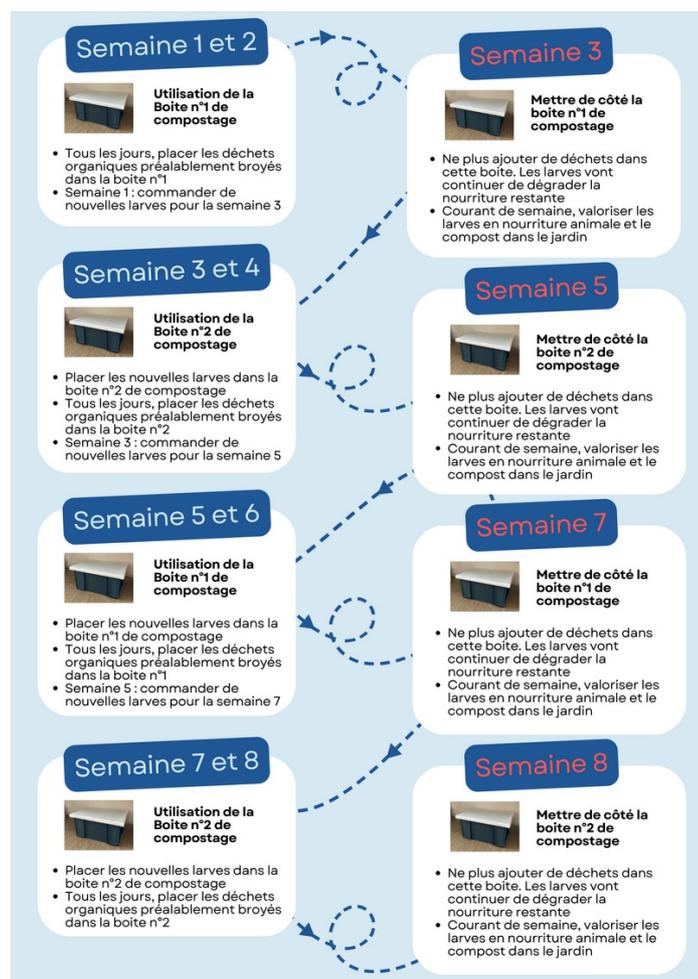 Semaine 1 et 2
Utilisation de la
Boite n°1 de
compostage
Tous les jours, placer les déchets
organiques préalablement broyés
dans la boite n°1
Semaine 1 : commander de
nouvelles larves pour la semaine 3
Semaine 3
Mettre de côté la
boite n°1 de
compostage
Ne plus ajouter de déchets dans
cette boite. Les larves vont
continuer de dégrader la
nourriture restante
Courant de semaine, valoriser les
larves en nourriture animale et le
compost dans le jardin
Semaine 3 et 4
Utilisation de la
Boite n°2 de
compostage
Placer les nouvelles larves dans la
boite n°2 de compostage
Tous les jours, placer les déchets
organiques préalablement broyés
dans la boite n°2
Semaine 3 : commander de
nouvelles larves pour la semaine 5
Semaine 5
Mettre de côté la
boite n°2 de
compostage
Ne plus ajouter de déchets dans
cette boite. Les larves vont
continuer de dégrader la
nourriture restante
Courant de semaine, valoriser les
larves en nourriture animale et le
compost dans le jardin
Semaine 5 et 6
Utilisation de la
Boite n°1 de
compostage
Placer les nouvelles larves dans la
boite n°1 de compostage
Tous les jours, placer les déchets
organiques préalablement broyés
dans la boite n°1
Semaine 5 : commander de
nouvelles larves pour la semaine 7
Semaine 7
Mettre de côté la
boite n°1 de
compostage
Ne plus ajouter de déchets dans
cette boite. Les larves vont
continuer de dégrader la
nourriture restante
Courant de semaine, valoriser les
larves en nourriture animale et le
compost dans le jardin
Semaine 7 et 8
Utilisation de la
Boite n°2 de
compostage
Placer les nouvelles larves dans la
boite n°2 de compostage
Tous les jours, placer les déchets
organiques préalablement broyés
dans la boite n°2
Semaine 8
Mettre de côté la
boite n°2 de
compostage
Ne plus ajouter de déchets dans
cette boite. Les larves vont
continuer de dégrader la
nourriture restante
Courant de semaine, valoriser les
larves en nourriture animale et le
compost dans le jardin